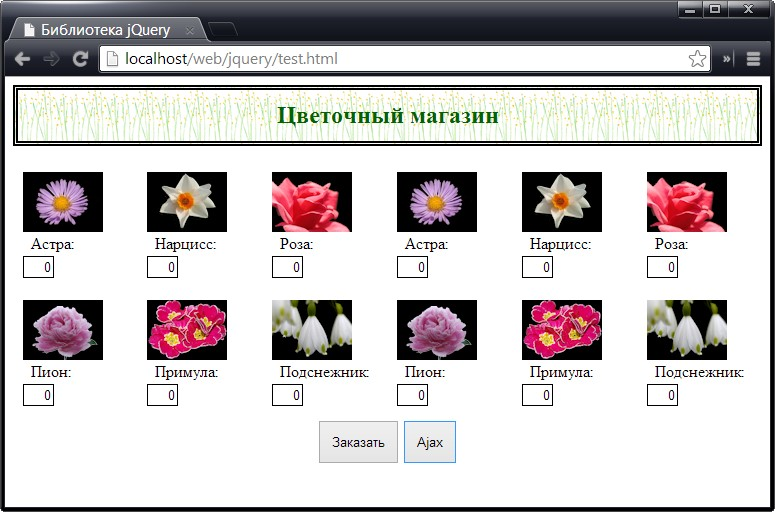 Библиотека jQuery
localhost/web/jquery/test.html
Цветочный магазин
Астра: Нарцисс: Роза: Астра: Нарцисс: Роза:
0 0 0 0 0 0
Пион: Примула: Подснежник: Пион: Примула: Подснежник:
0 0 0 0 0 0
Заказать Ajax